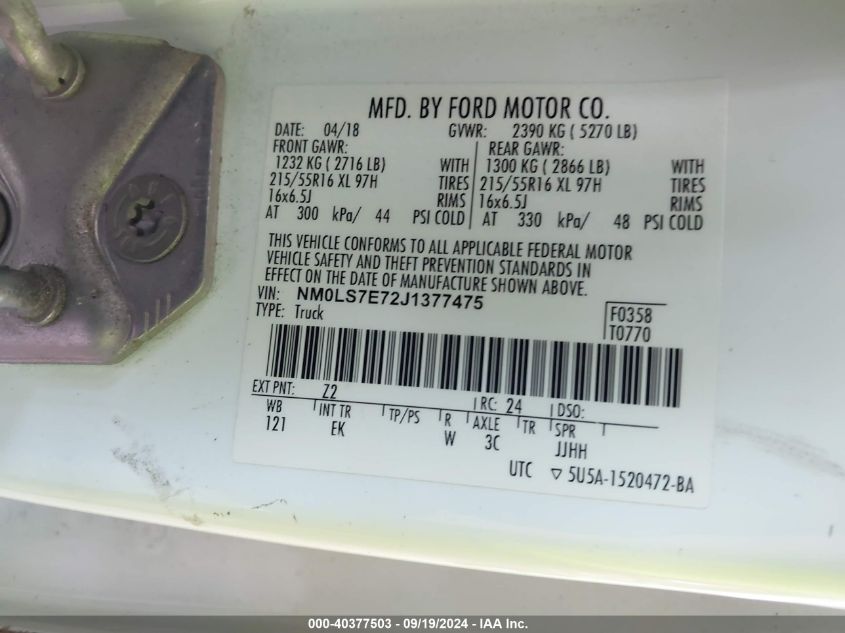 MFD. BY FORD MOTOR CO.
DATE: 04/18 GVWR: 2390 KG ( 5270 LB)
FRONT GAWR: REAR GAWR:
1232 KG ( 2716 LB) WITH 1300 KG ( 2866 LB) WITH
215/55R16 XL 97H TIRES 215/55R16 XL 97H TIRES
16x6.5J RIMS 16x6.5J RIMS
AT 300 kPa/ 44 PSI COLD AT 330 kPa/ 48 PSI COLD
THIS VEHICLE CONFORMS TO ALL APPLICABLE FEDERAL MOTOR
VEHICLE SAFETY AND THEFT PREVENTION STANDARDS IN
EFFECT ON THE DATE OF MANUFACTURE SHOWN ABOVE.
VIN: NM0LS7E72J1377475
TYPE: Truck F0358
T0770
EXT PNT: Z2 RC: 24 DSO:
WB INT TR TP/PS R AXLE TR SPR
121 EK W 3C JJHH
UTC ▽ 5U5A-1520472-BA
000-40377503 - 09/19/2024 - IAA Inc.